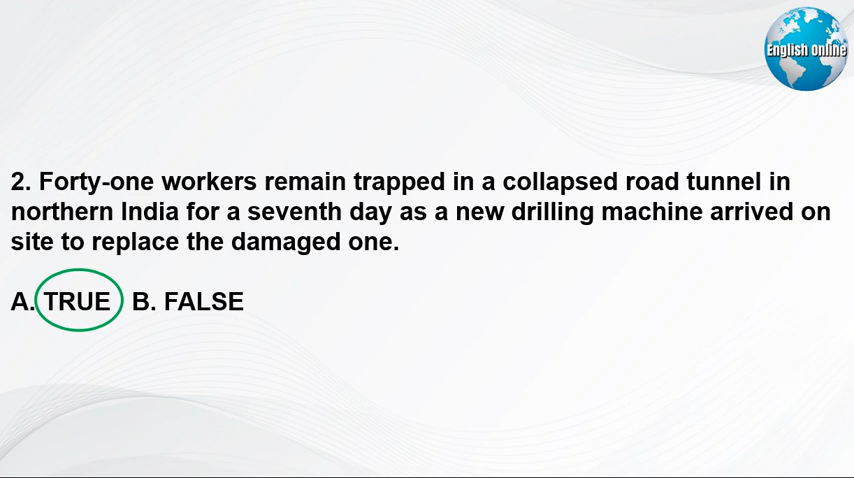 English Online
2. Forty-one workers remain trapped in a collapsed road tunnel in
northern India for a seventh day as a new drilling machine arrived on
site to replace the damaged one.
A. TRUE B. FALSE